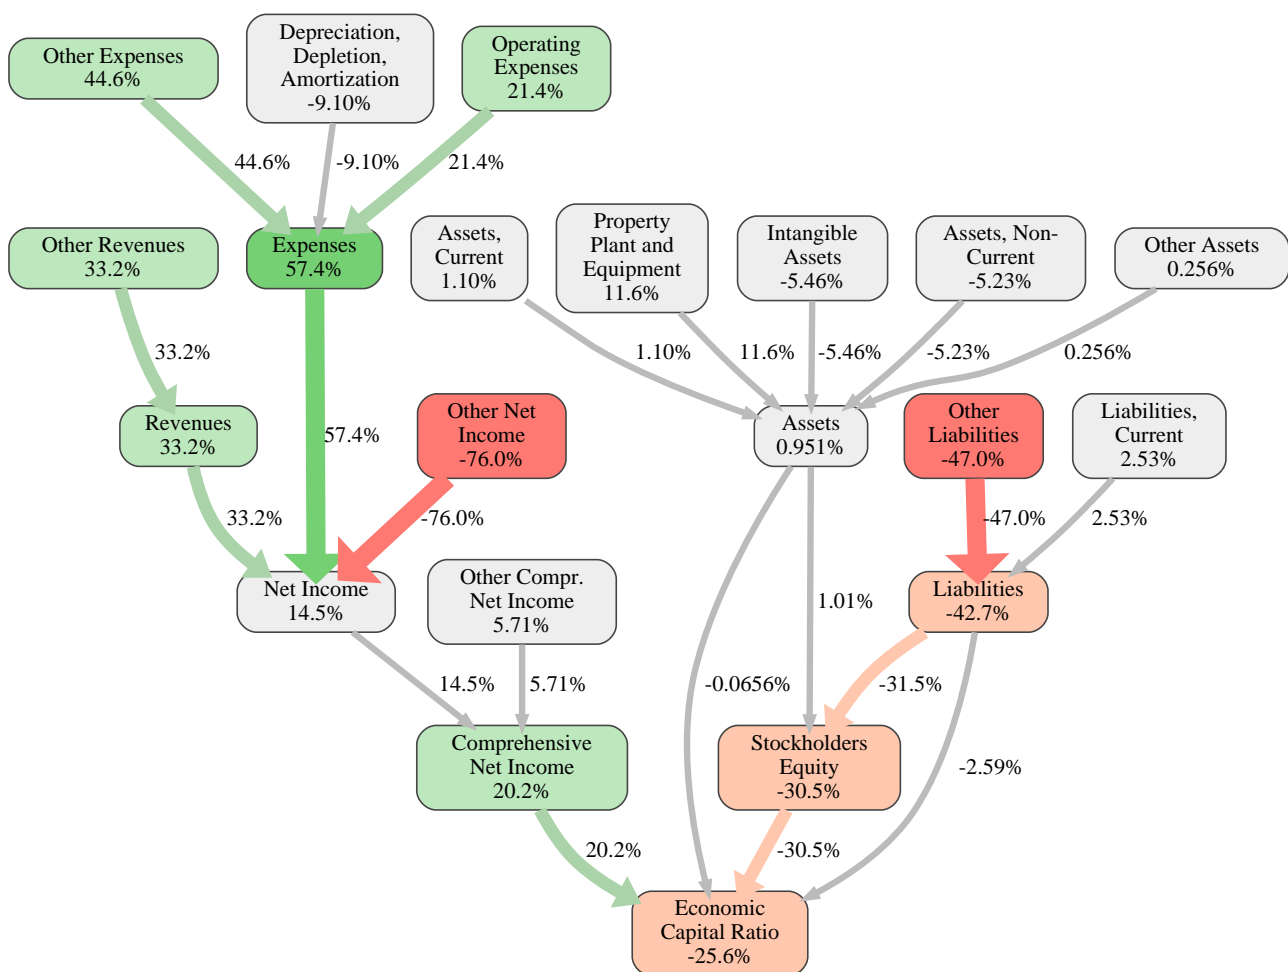 Other Expenses
44.6%
Depreciation,
Depletion,
Amortization
-9.10%
Operating
Expenses
21.4%
44.6%
-9.10%
21.4%
Other Revenues
33.2%
Expenses
57.4%
Assets,
Current
1.10%
Property
Plant and
Equipment
11.6%
Intangible
Assets
-5.46%
Assets, Non-
Current
-5.23%
Other Assets
0.256%
33.2%
1.10%
11.6%
-5.46%
-5.23%
0.256%
Revenues
33.2%
57.4%
Other Net
Income
-76.0%
Assets
0.951%
Other
Liabilities
-47.0%
Liabilities,
Current
2.53%
33.2%
-76.0%
-47.0%
2.53%
Net Income
14.5%
Other Compr.
Net Income
5.71%
1.01%
Liabilities
-42.7%
14.5%
5.71%
-0.0656%
-31.5%
Comprehensive
Net Income
20.2%
Stockholders
Equity
-30.5%
-2.59%
20.2%
-30.5%
Economic
Capital Ratio
-25.6%